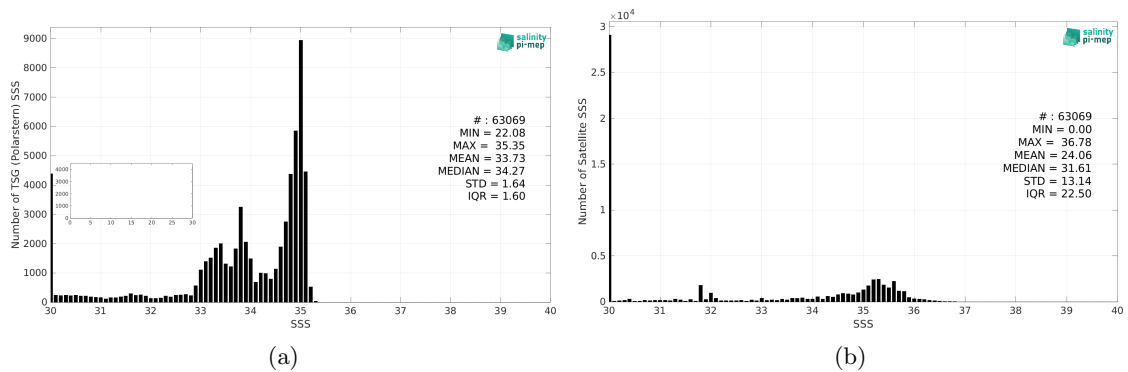 salinity
pi-mep
Number of TSG (Polarstern) SSS
9000
8000
7000
6000
5000
4000
3000
2000
1000
0
# : 63069
MIN = 22.08
MAX = 35.35
MEAN = 33.73
MEDIAN = 34.27
STD = 1.64
IQR = 1.60
4000
3000
2000
1000
0
0 5 10 15 20 25 30
30 31 32 33 34 35 36 37 38 39 40
SSS
(a)
×10⁴
salinity
pi-mep
Number of Satellite SSS
3
2.5
2
1.5
1
0.5
0
# : 63069
MIN = 0.00
MAX = 36.78
MEAN = 24.06
MEDIAN = 31.61
STD = 13.14
IQR = 22.50
30 31 32 33 34 35 36 37 38 39 40
SSS
(b)